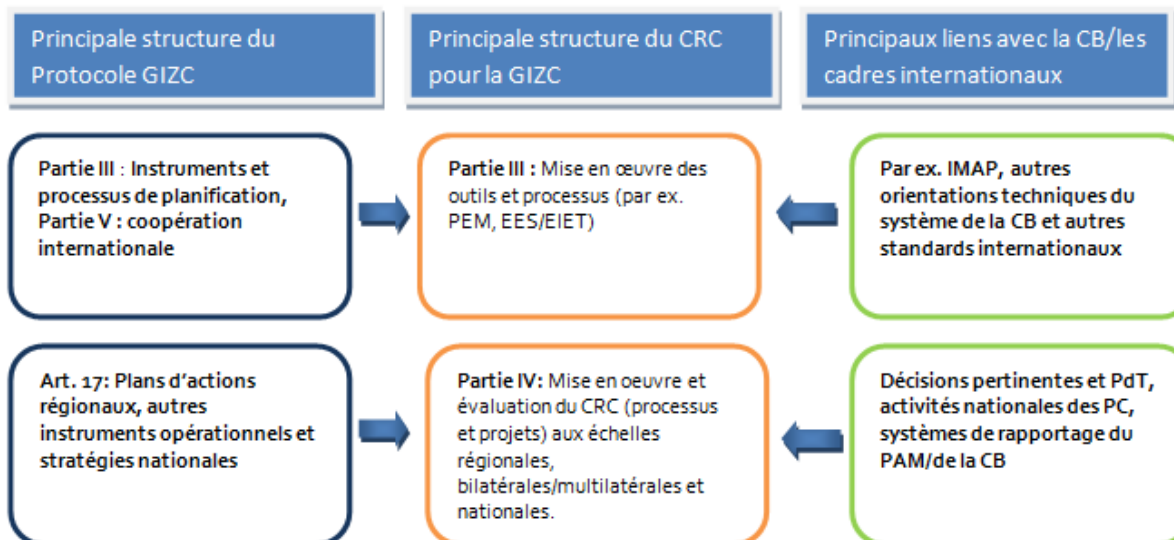 Principale structure du
Protocole GIZC
Principale structure du CRC
pour la GIZC
Principaux liens avec la CB/les
cadres internationaux
Partie III : Instruments et
processus de planification,
Partie V : coopération
internationale
Partie III : Mise en œuvre des
outils et processus (par ex.
PEM, EES/EIET)
Par ex. IMAP, autres
orientations techniques du
système de la CB et autres
standards internationaux
Art. 17: Plans d'actions
régionaux, autres
instruments opérationnels et
stratégies nationales
Partie IV: Mise en oeuvre et
évaluation du CRC (processus
et projets) aux échelles
régionales,
bilatérales/multilatérales et
nationales.
Décisions pertinentes et PdT,
activités nationales des PC,
systèmes de rapportage du
PAM/de la CB